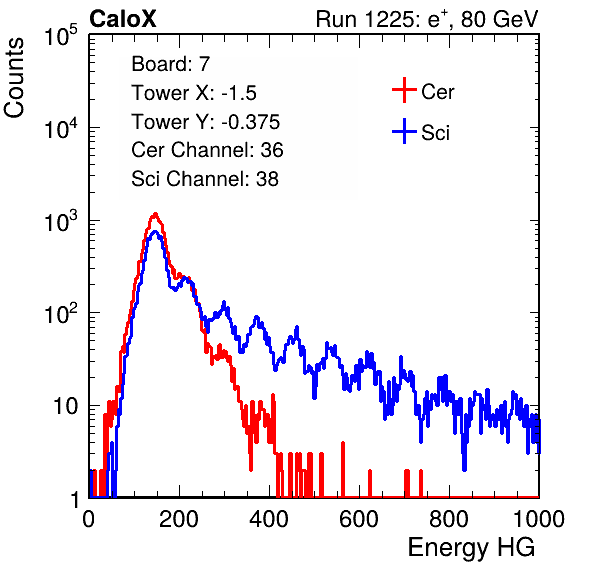 CaloX Run 1225: e⁺, 80 GeV
Counts
10⁵
10⁴
10³
10²
10
1
Board: 7
Tower X: -1.5
Tower Y: -0.375
Cer Channel: 36
Sci Channel: 38
Cer
Sci
0 200 400 600 800 1000
Energy HG